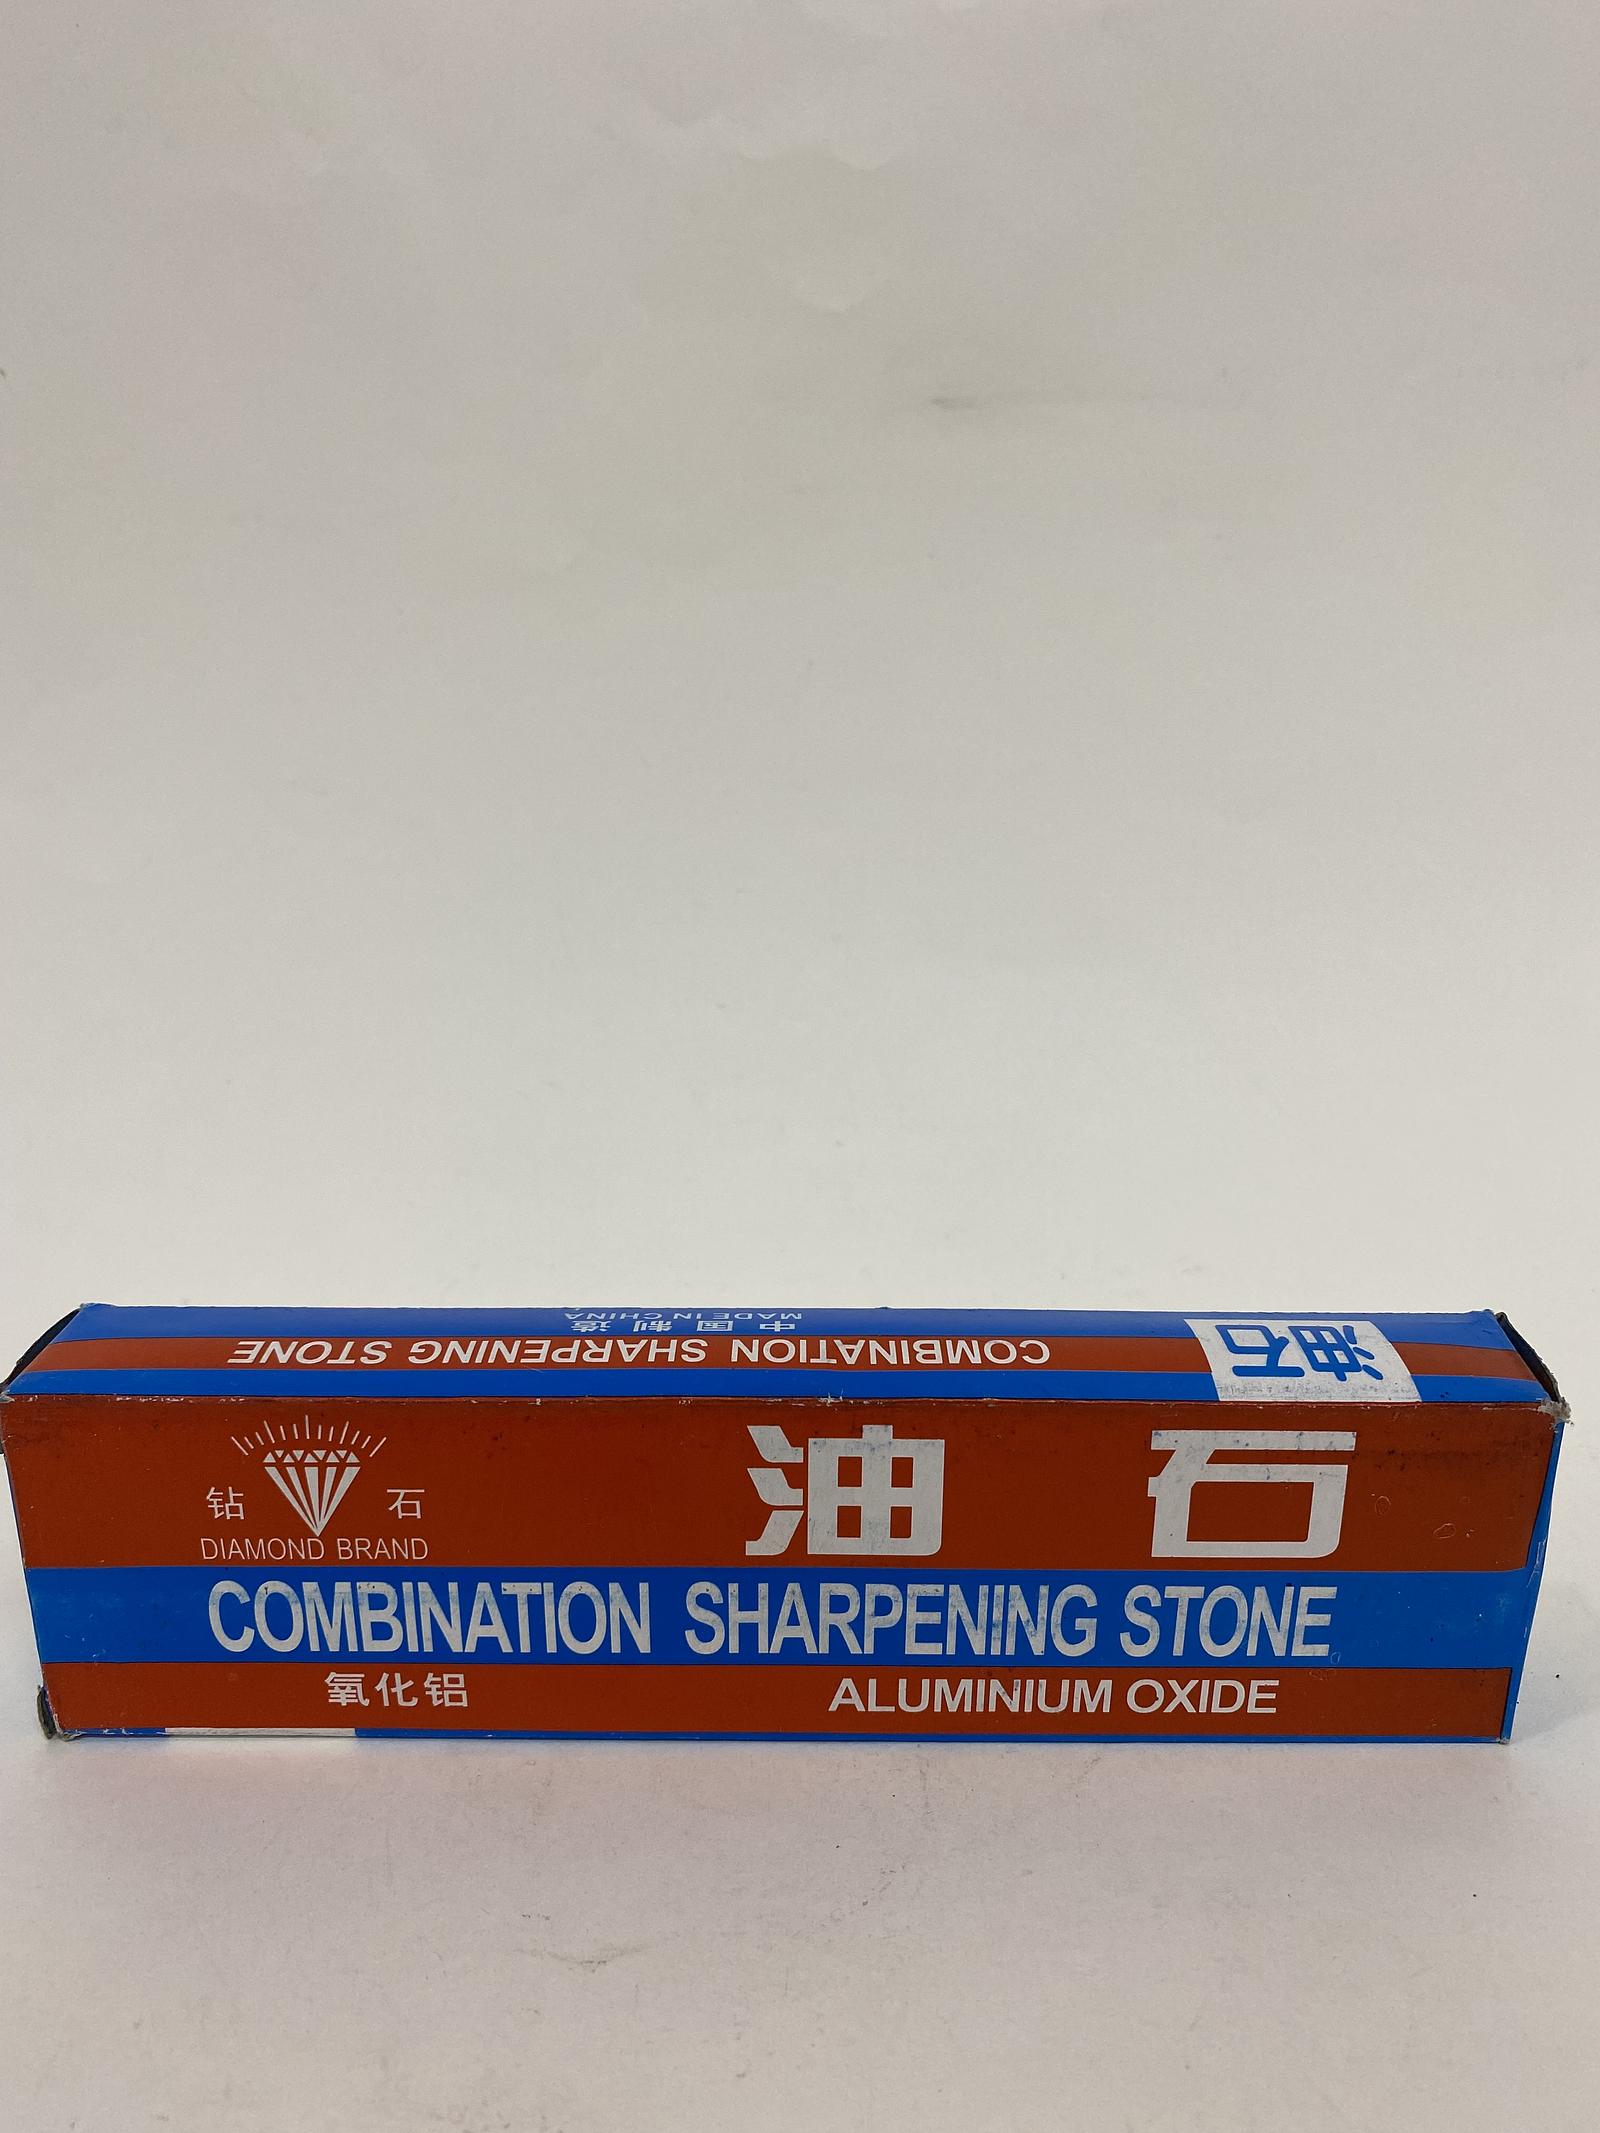 MADE IN CHINA
中国制造
COMBINATION SHARPENING STONE
油石
钻 石
DIAMOND BRAND
油 石
COMBINATION SHARPENING STONE
氧化铝
ALUMINIUM OXIDE